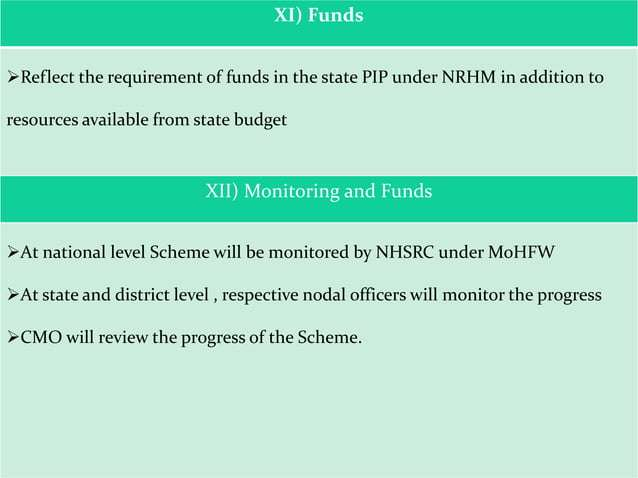 XI) Funds
➢Reflect the requirement of funds in the state PIP under NRHM in addition to
resources available from state budget
XII) Monitoring and Funds
➢At national level Scheme will be monitored by NHSRC under MoHFW
➢At state and district level , respective nodal officers will monitor the progress
➢CMO will review the progress of the Scheme.